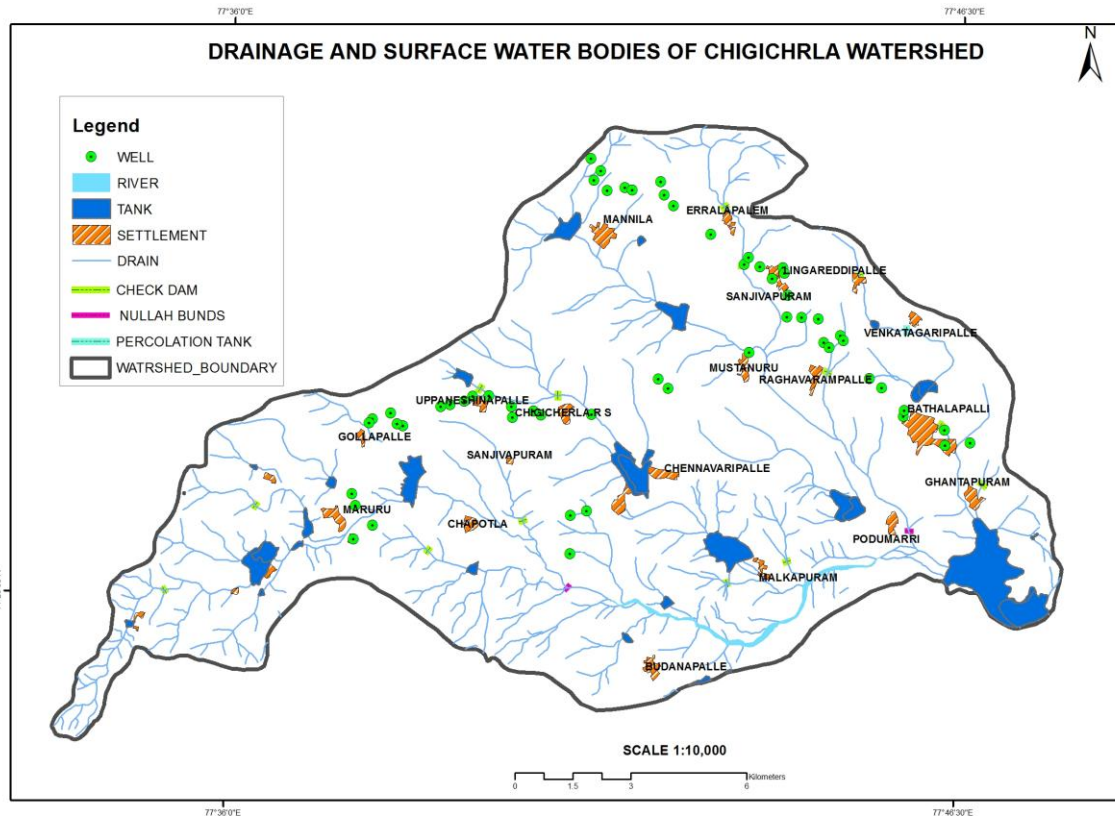 77°36'0"E
77°46'30"E
DRAINAGE AND SURFACE WATER BODIES OF CHIGICHRLA WATERSHED
N
Legend
WELL
RIVER
TANK
SETTLEMENT
DRAIN
CHECK DAM
NULLAH BUNDS
PERCOLATION TANK
WATRSHED_BOUNDARY
ERRALAPALEM
MANNILA
LINGAREDDIPALLE
SANJIVAPURAM
VENKATAGARIPALLE
MUSTANURU
RAGHAVARAMPALLE
UPPANESHINAPALLE
CHIGICHERLA.R S
BATHALAPALLI
GOLLAPALLE
SANJIVAPURAM
CHENNAVARIPALLE
GHANTAPURAM
MARURU
CHAPOTLA
PODUMARRI
MALKAPURAM
BUDANAPALLE
SCALE 1:10,000
Kilometers
0 1.5 3 6
77°36'0"E
77°46'30"E